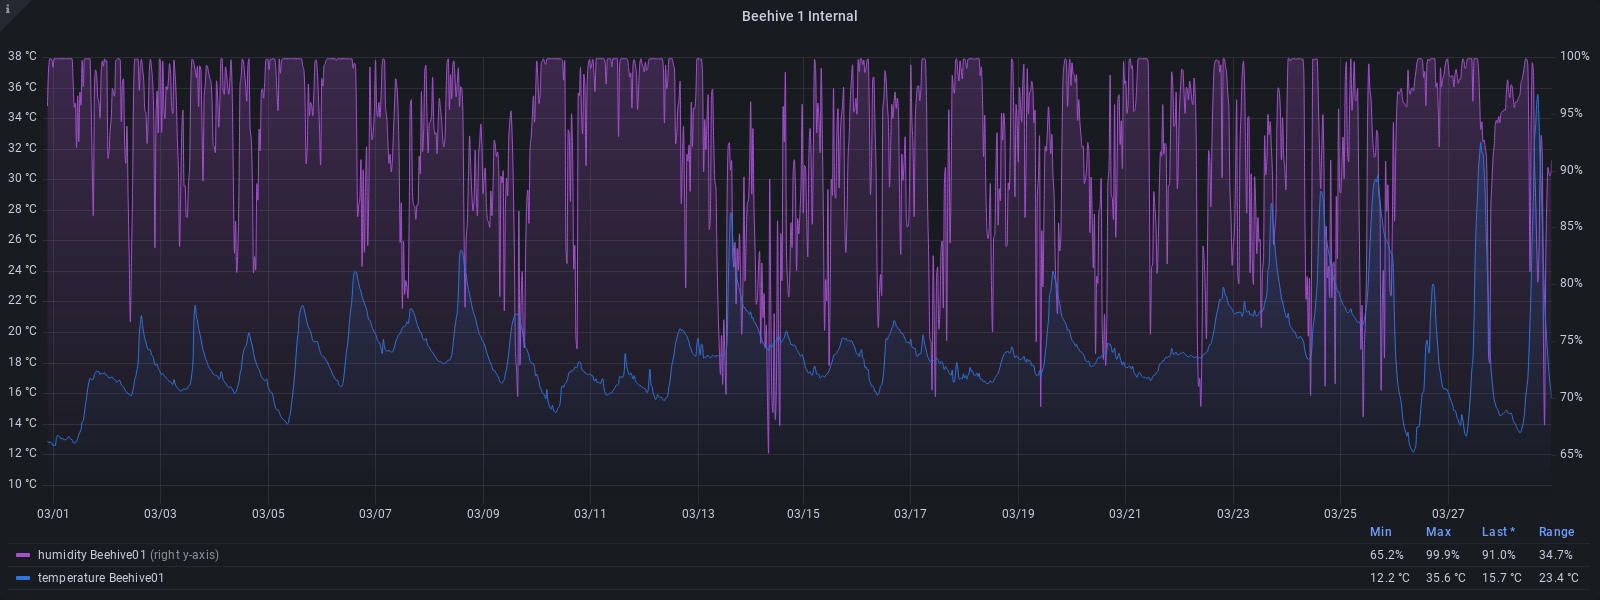 i
Beehive 1 Internal
38 °C
36 °C
34 °C
32 °C
30 °C
28 °C
26 °C
24 °C
22 °C
20 °C
18 °C
16 °C
14 °C
12 °C
10 °C
100%
95%
90%
85%
80%
75%
70%
65%
03/01 03/03 03/05 03/07 03/09 03/11 03/13 03/15 03/17 03/19 03/21 03/23 03/25 03/27
Min Max Last * Range
humidity Beehive01 (right y-axis) 65.2% 99.9% 91.0% 34.7%
temperature Beehive01 12.2 °C 35.6 °C 15.7 °C 23.4 °C